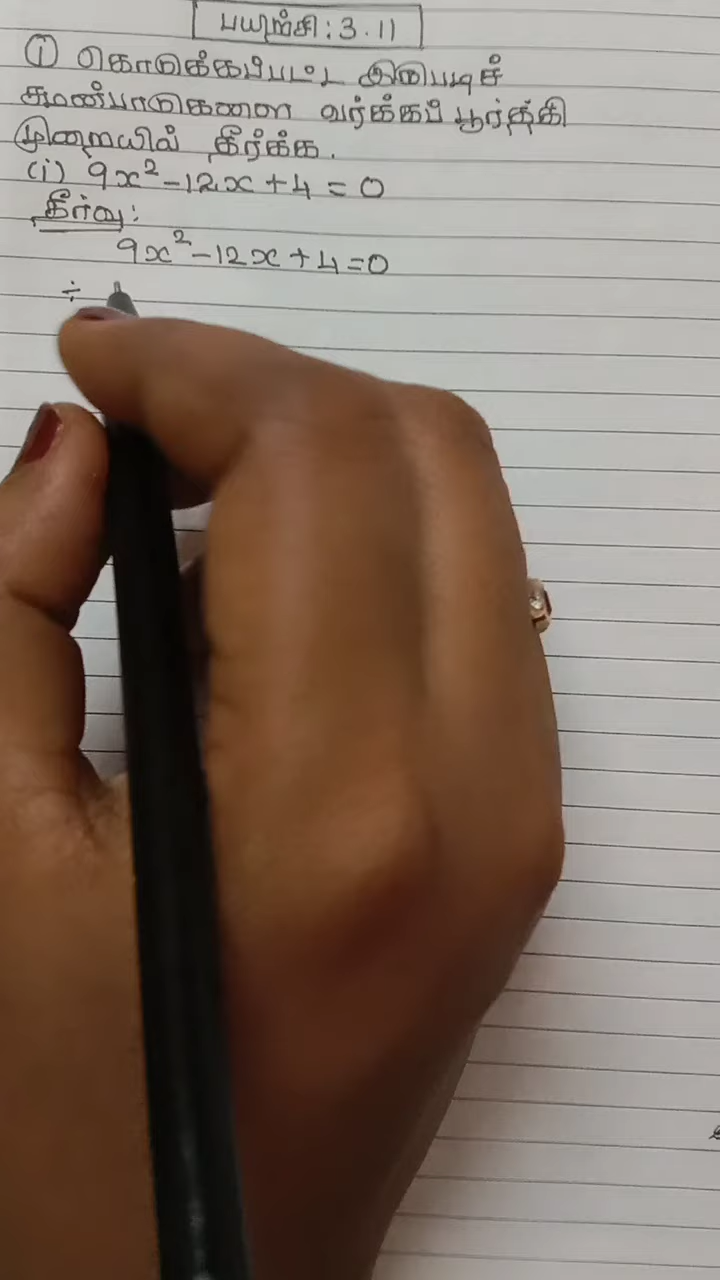 பயிற்சி: 3.11
① கொடுக்கப்பட்ட இருபடிச்
சமன்பாடுகளை வர்க்கப் பூர்த்தி
முறையில் தீர்க்க.
(i) 9x² – 12x + 4 = 0
தீர்வு:
9x² – 12x + 4 = 0
÷